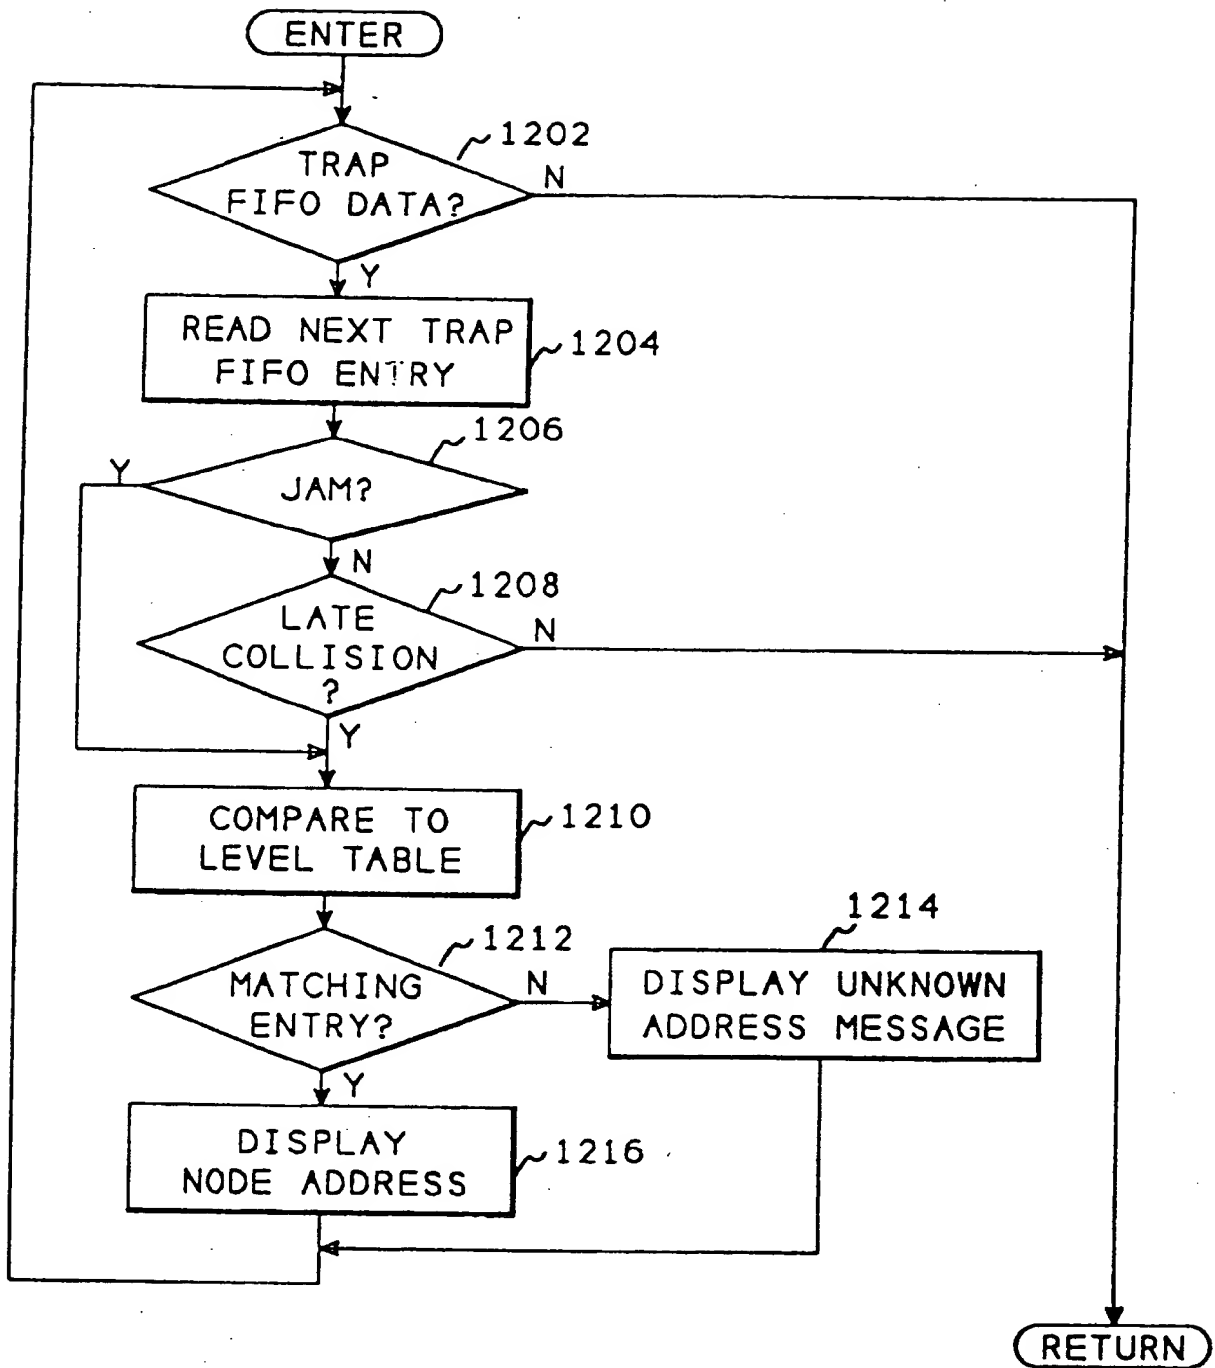 ENTER
1202
TRAP
FIFO DATA?
N
Y
READ NEXT TRAP
FIFO ENTRY
1204
1206
Y
JAM?
N
1208
LATE
COLLISION
?
N
Y
COMPARE TO
LEVEL TABLE
1210
1214
1212
MATCHING
ENTRY?
N
DISPLAY UNKNOWN
ADDRESS MESSAGE
Y
DISPLAY
NODE ADDRESS
1216
RETURN